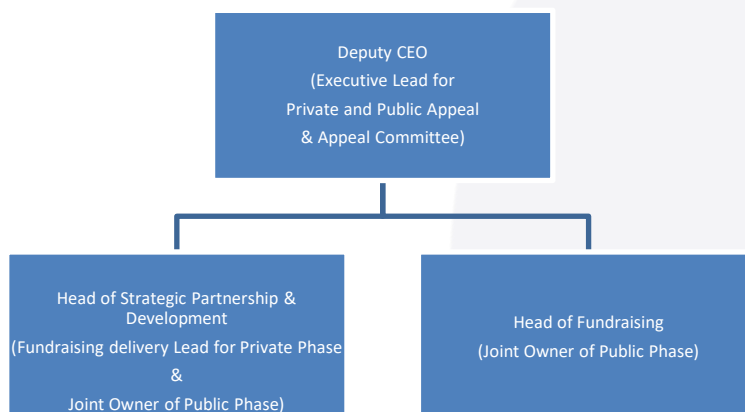 Deputy CEO
(Executive Lead for
Private and Public Appeal
& Appeal Committee)
Head of Strategic Partnership &
Development
(Fundraising delivery Lead for Private Phase
&
Joint Owner of Public Phase)
Head of Fundraising
(Joint Owner of Public Phase)